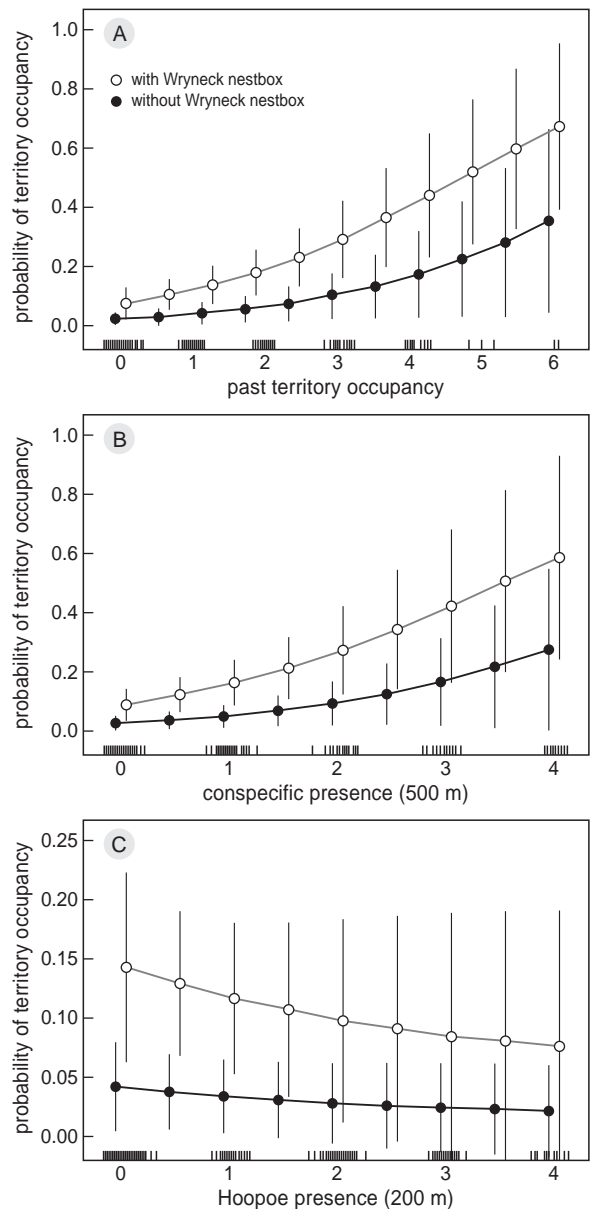 A
with Wryneck nestbox
without Wryneck nestbox
probability of territory occupancy
1.0
0.8
0.6
0.4
0.2
0.0
0 1 2 3 4 5 6
past territory occupancy
B
probability of territory occupancy
1.0
0.8
0.6
0.4
0.2
0.0
0 1 2 3 4
conspecific presence (500 m)
C
probability of territory occupancy
0.25
0.20
0.15
0.10
0.05
0.00
0 1 2 3 4
Hoopoe presence (200 m)